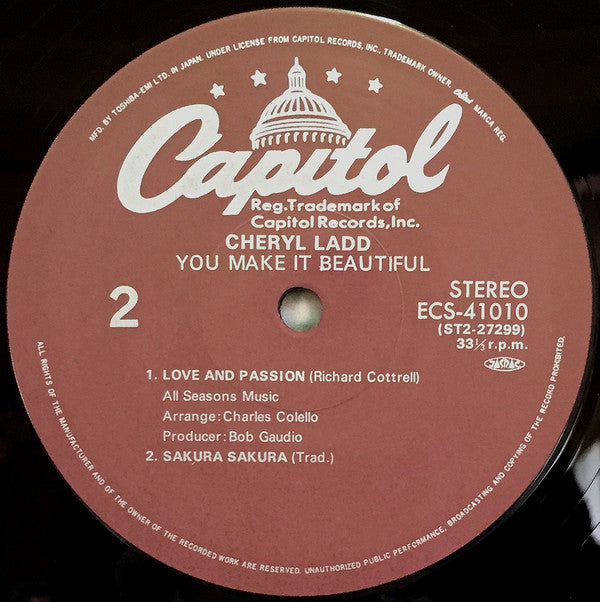 MFD. BY TOSHIBA-EMI LTD. IN JAPAN. UNDER LICENSE FROM CAPITOL RECORDS, INC., TRADEMARK OWNER. Capitol MARCA REG.
Capitol
Reg.Trademark of
Capitol Records,Inc.
CHERYL LADD
YOU MAKE IT BEAUTIFUL
2
STEREO
ECS-41010
(ST2-27299)
33⅓ r.p.m.
JASRAC
1. LOVE AND PASSION (Richard Cottrell)
All Seasons Music
Arrange: Charles Colello
Producer: Bob Gaudio
2. SAKURA SAKURA (Trad.)
ALL RIGHTS OF THE MANUFACTURER AND OF THE OWNER OF THE RECORDED WORK ARE RESERVED. UNAUTHORIZED PUBLIC PERFORMANCE, BROADCASTING AND COPYING OF THE RECORD PROHIBITED.